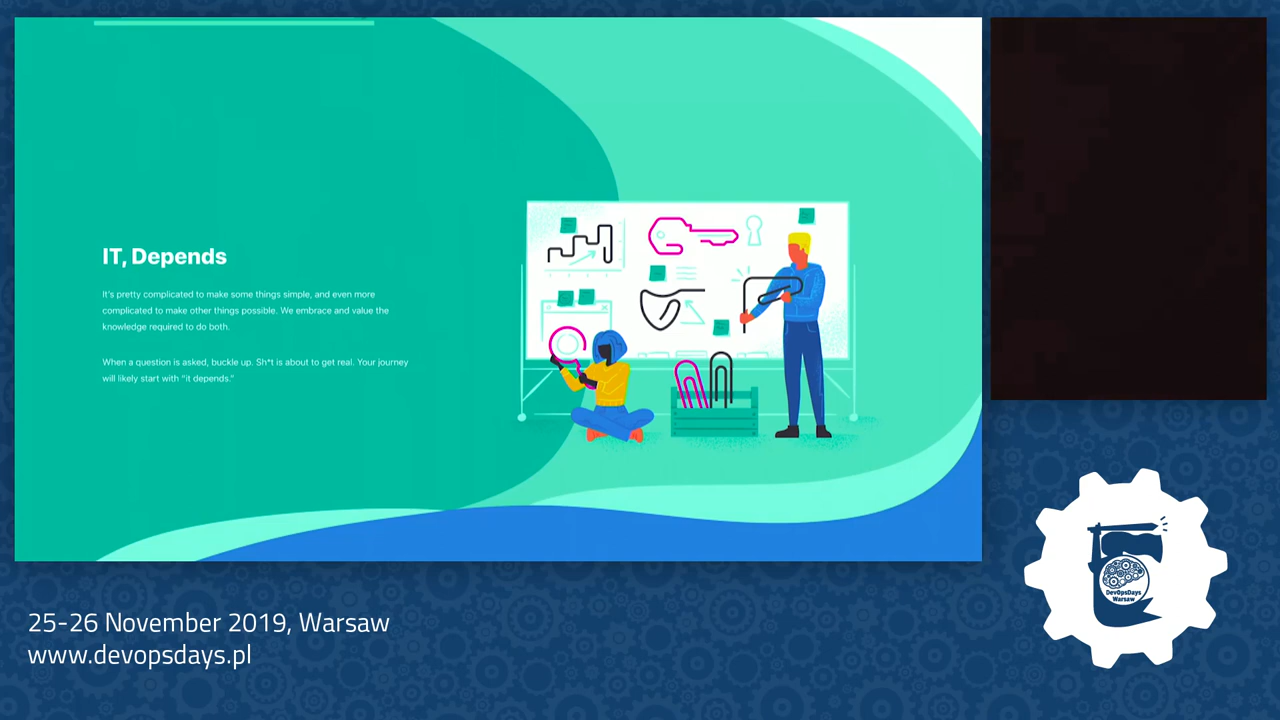 IT, Depends
It's pretty complicated to make some things simple, and even more
complicated to make other things possible. We embrace and value the
knowledge required to do both.
When a question is asked, buckle up. Sh*t is about to get real. Your journey
will likely start with "it depends."
DevOpsDays
Warsaw
25-26 November 2019, Warsaw
www.devopsdays.pl